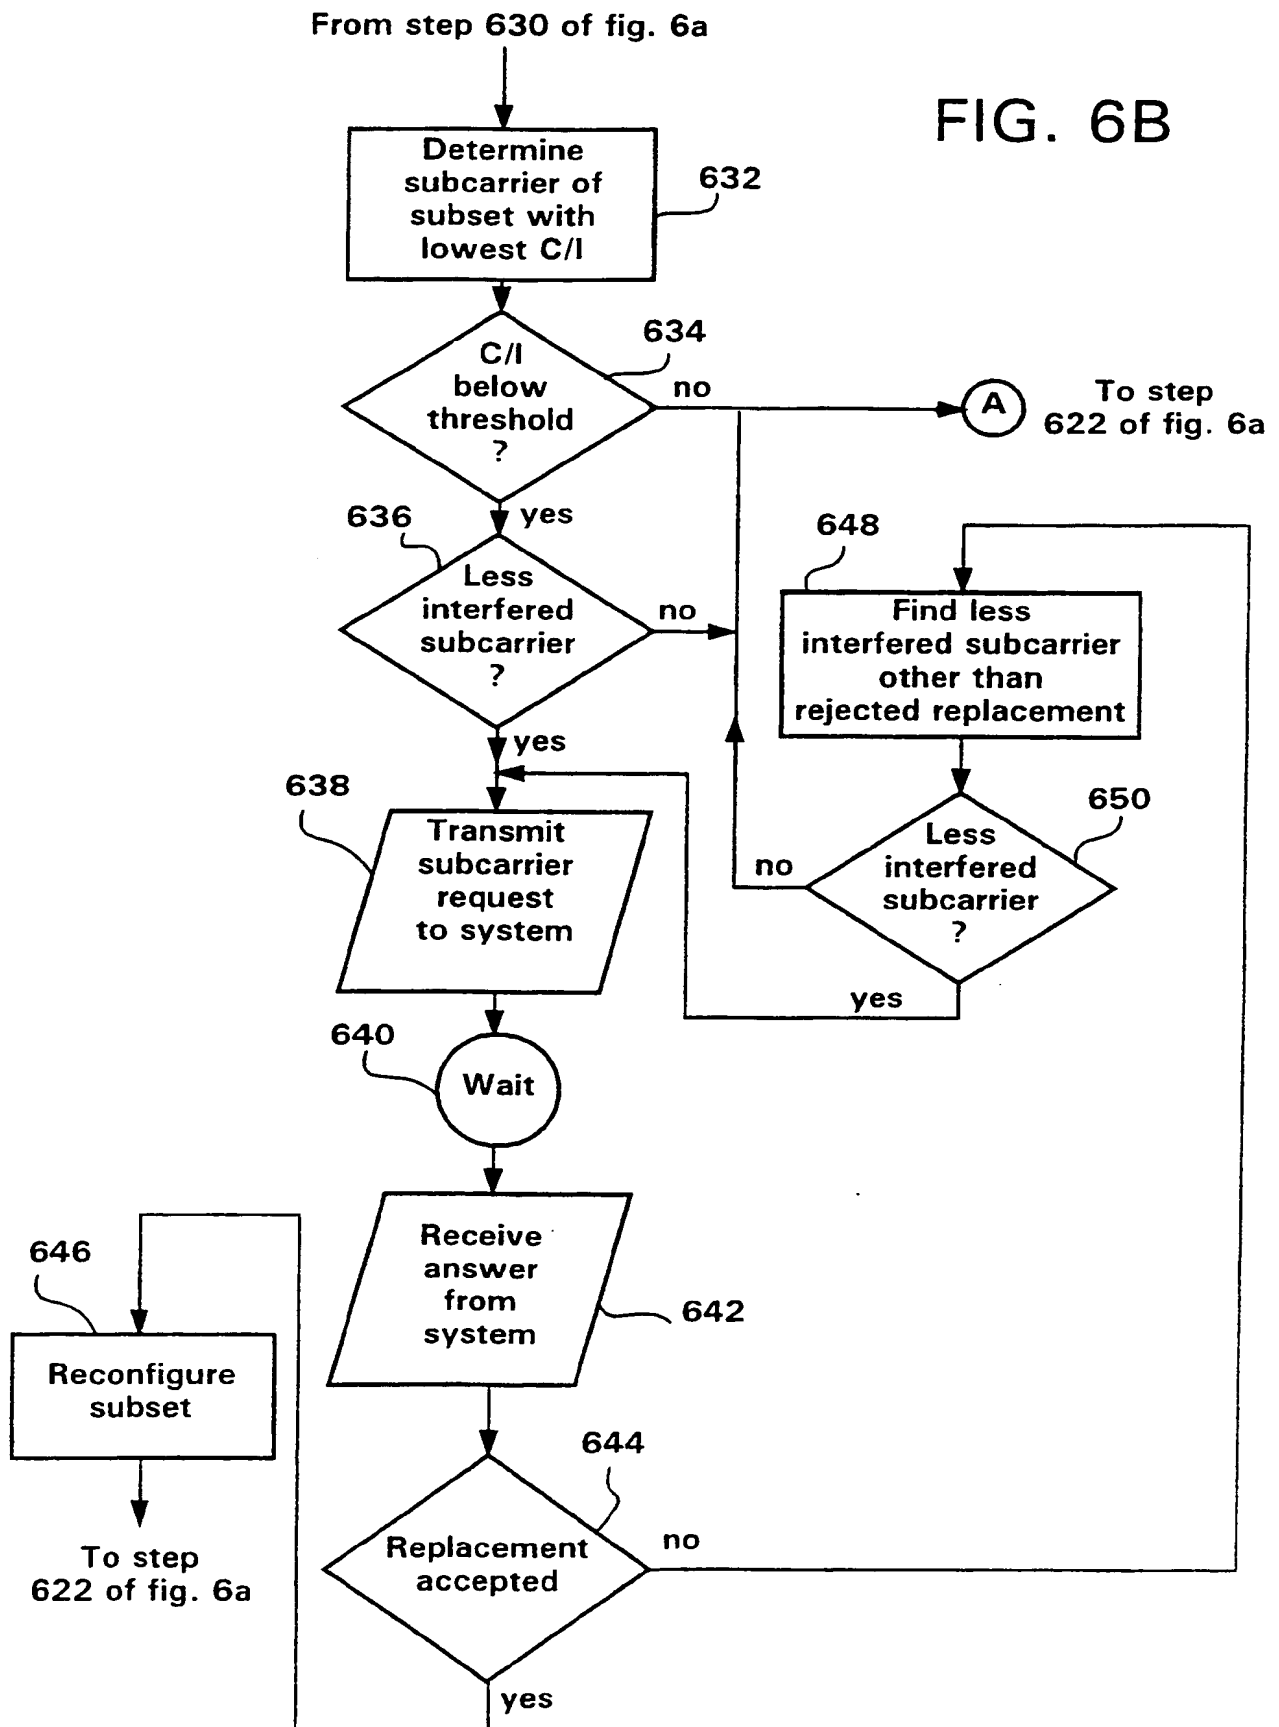 From step 630 of fig. 6a
FIG. 6B
Determine
subcarrier of
subset with
lowest C/I
632
C/I
below
threshold
?
634
no
A
To step
622 of fig. 6a
yes
636
Less
interfered
subcarrier
?
no
yes
648
Find less
interfered subcarrier
other than
rejected replacement
650
Less
interfered
subcarrier
?
no
yes
638
Transmit
subcarrier
request
to system
640
Wait
Receive
answer
from
system
642
646
Reconfigure
subset
To step
622 of fig. 6a
644
Replacement
accepted
no
yes